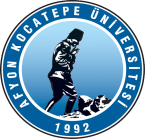 AFYON KOCATEPE ÜNİVERSİTESİ
1992